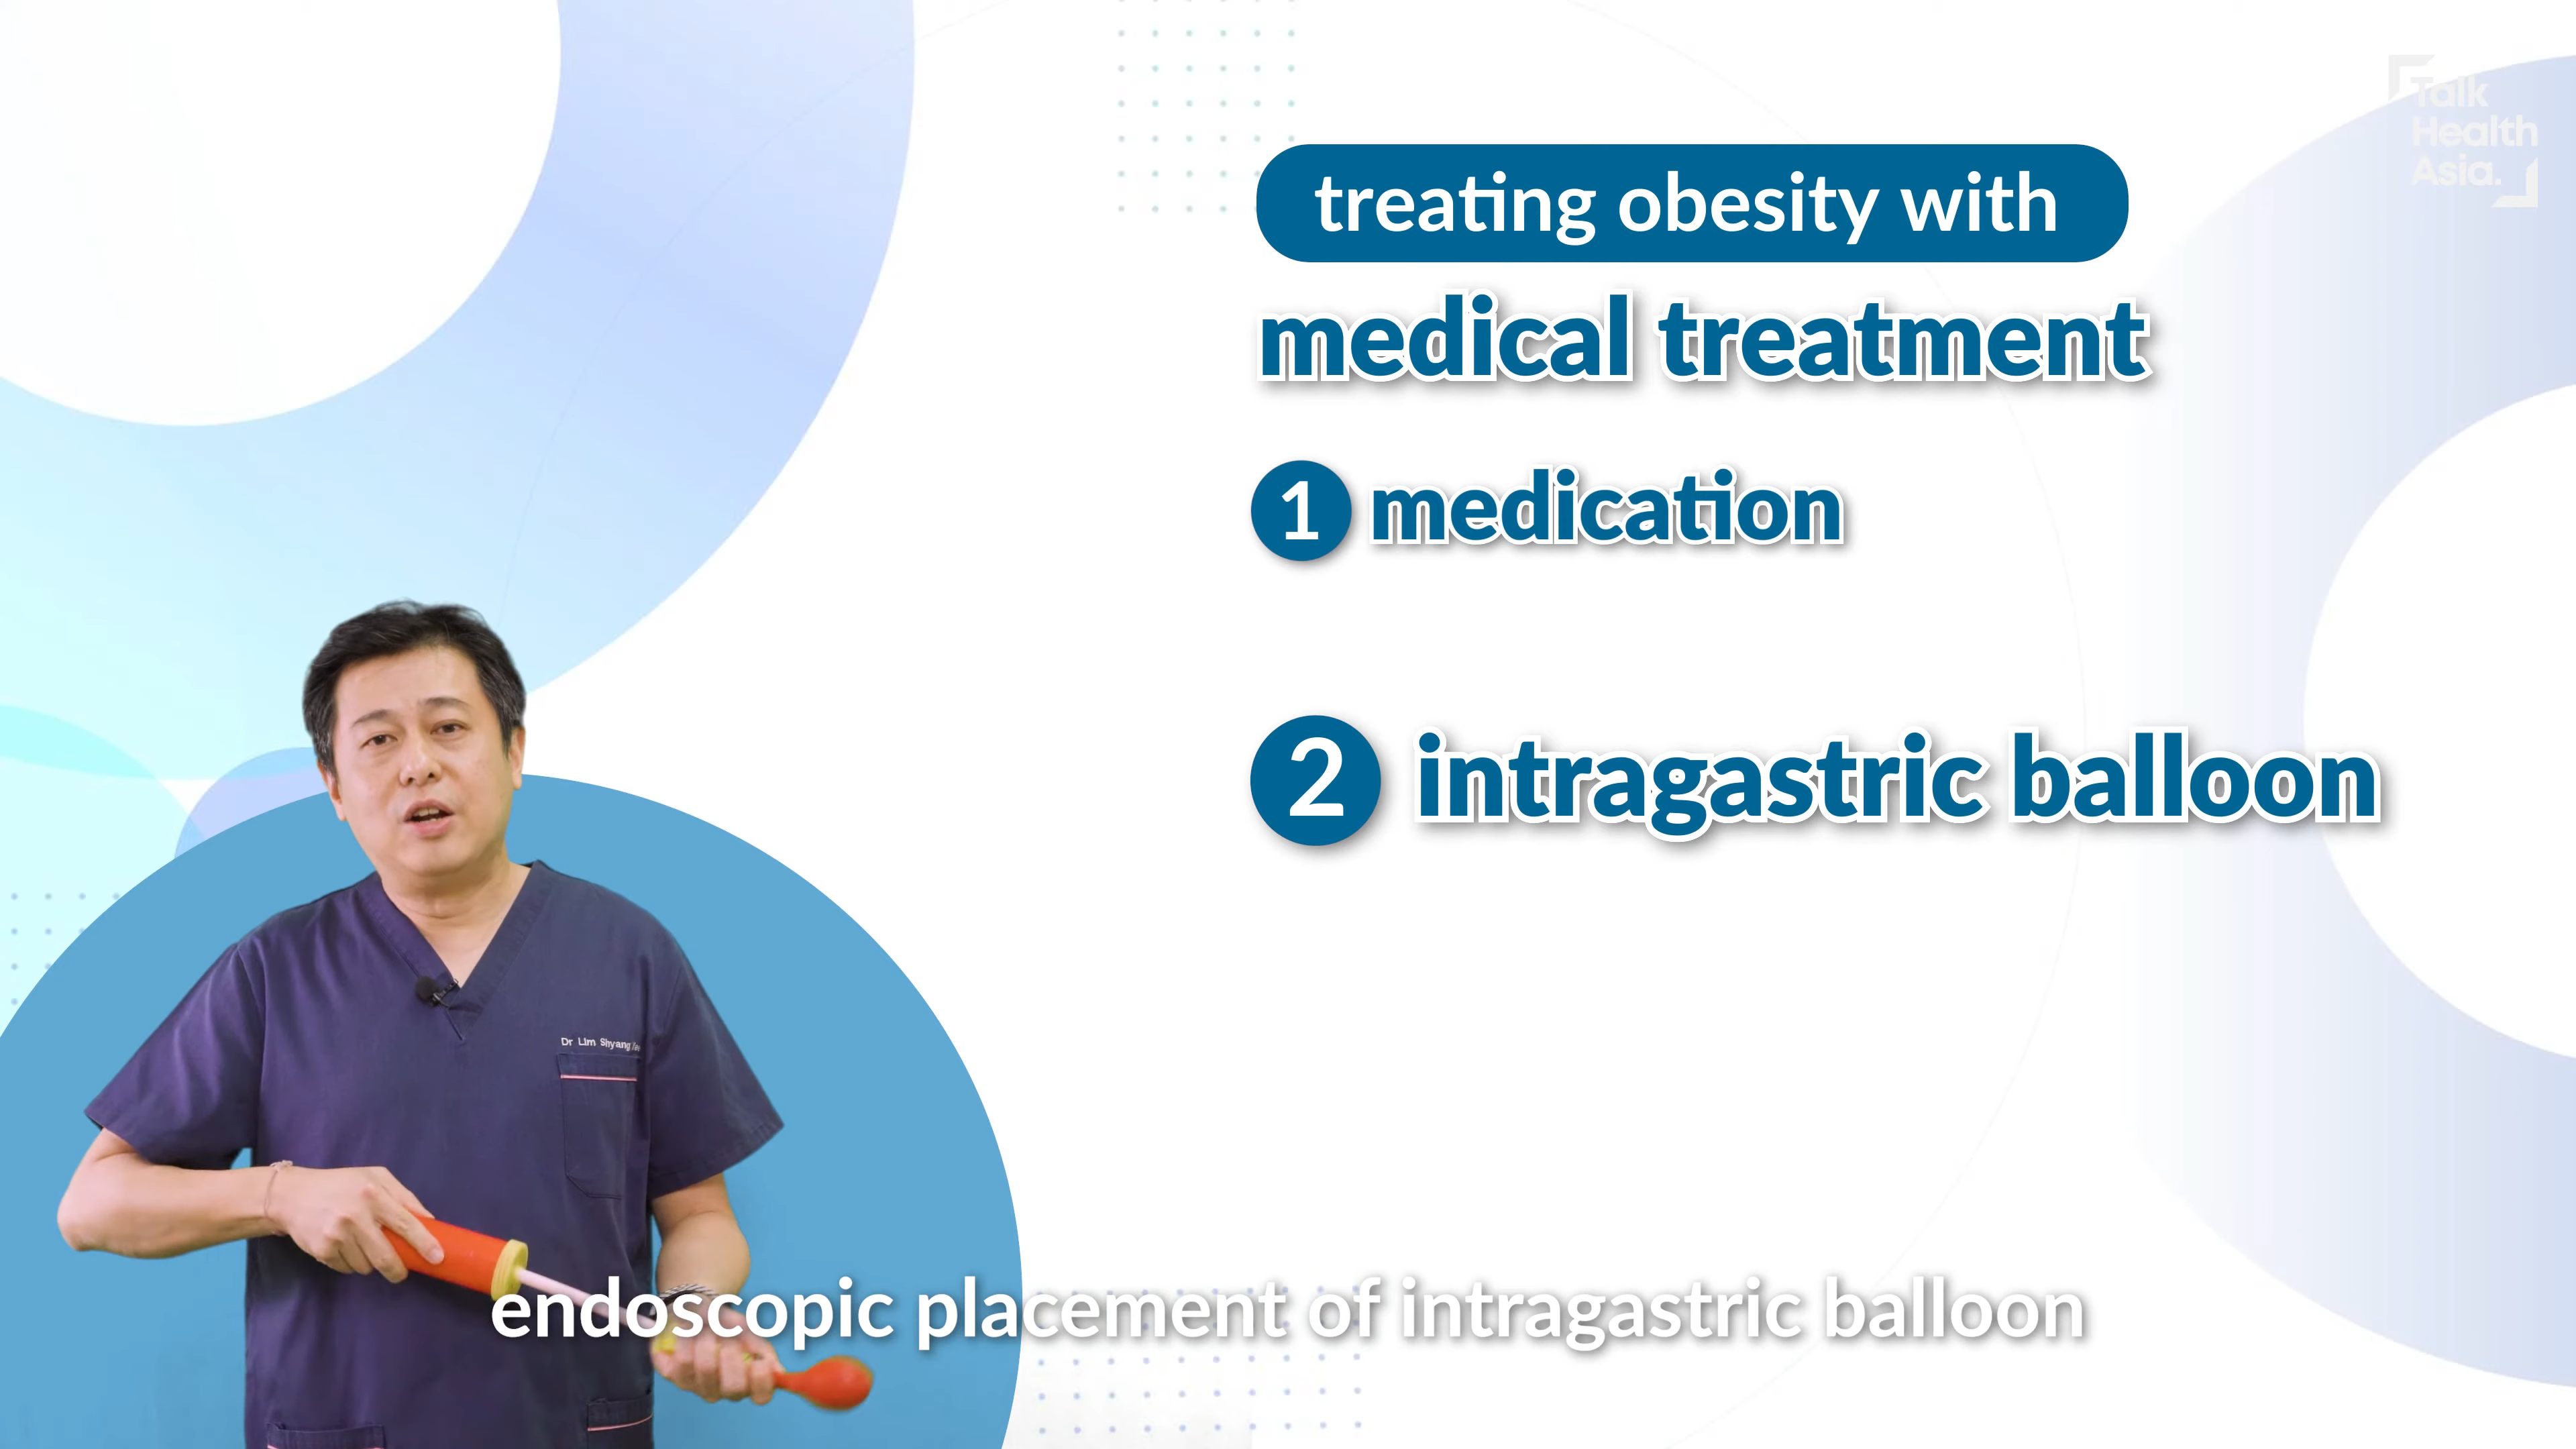 Talk
Health
Asia.
treating obesity with
medical treatment
1 medication
2 intragastric balloon
Dr Lim Shyang
endoscopic placement of intragastric balloon